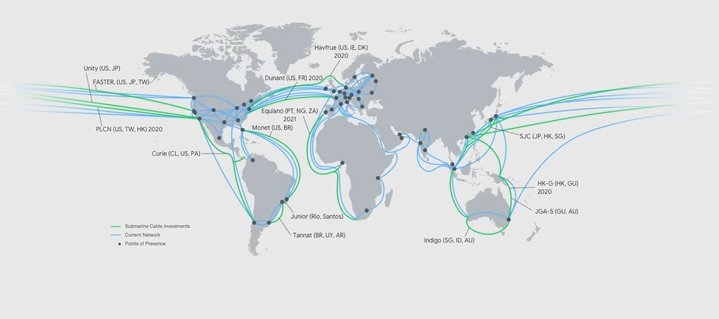 Havfrue (US, IE, DK)
2020
Unity (US, JP)
FASTER, (US, JP, TW)
Dunant (US, FR) 2020
Equiano (PT, NG, ZA)
2021
PLCN (US, TW, HK) 2020
Monet (US, BR)
SJC (JP, HK, SG)
Curie (CL, US, PA)
HK-G (HK, GU)
2020
JGA-S (GU, AU)
Junior (Rio, Santos)
Tannat (BR, UY, AR)
Indigo (SG, ID, AU)
Submarine Cable Investments
Current Network
Points of Presence